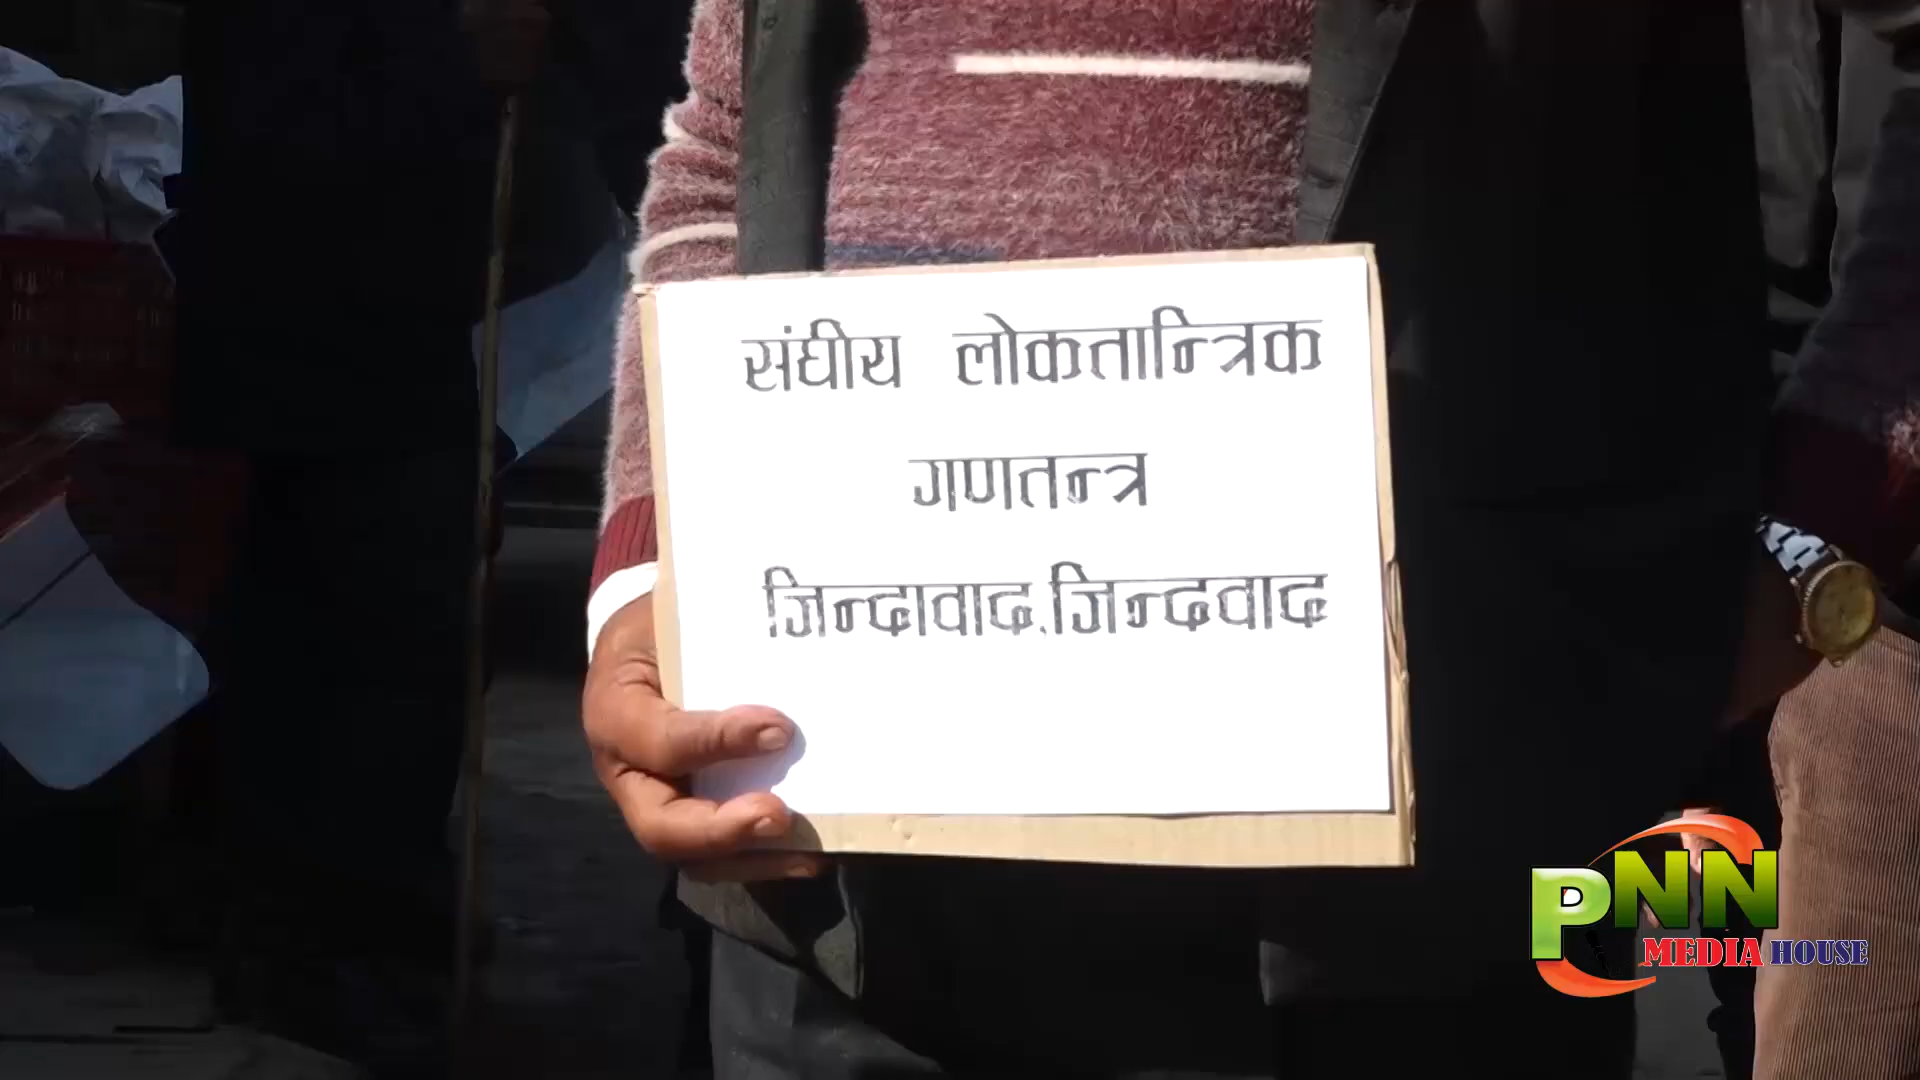 संघीय लोकतान्त्रिक
गणतन्त्र
जिन्दावाद,जिन्दवाद
PNN
MEDIA HOUSE